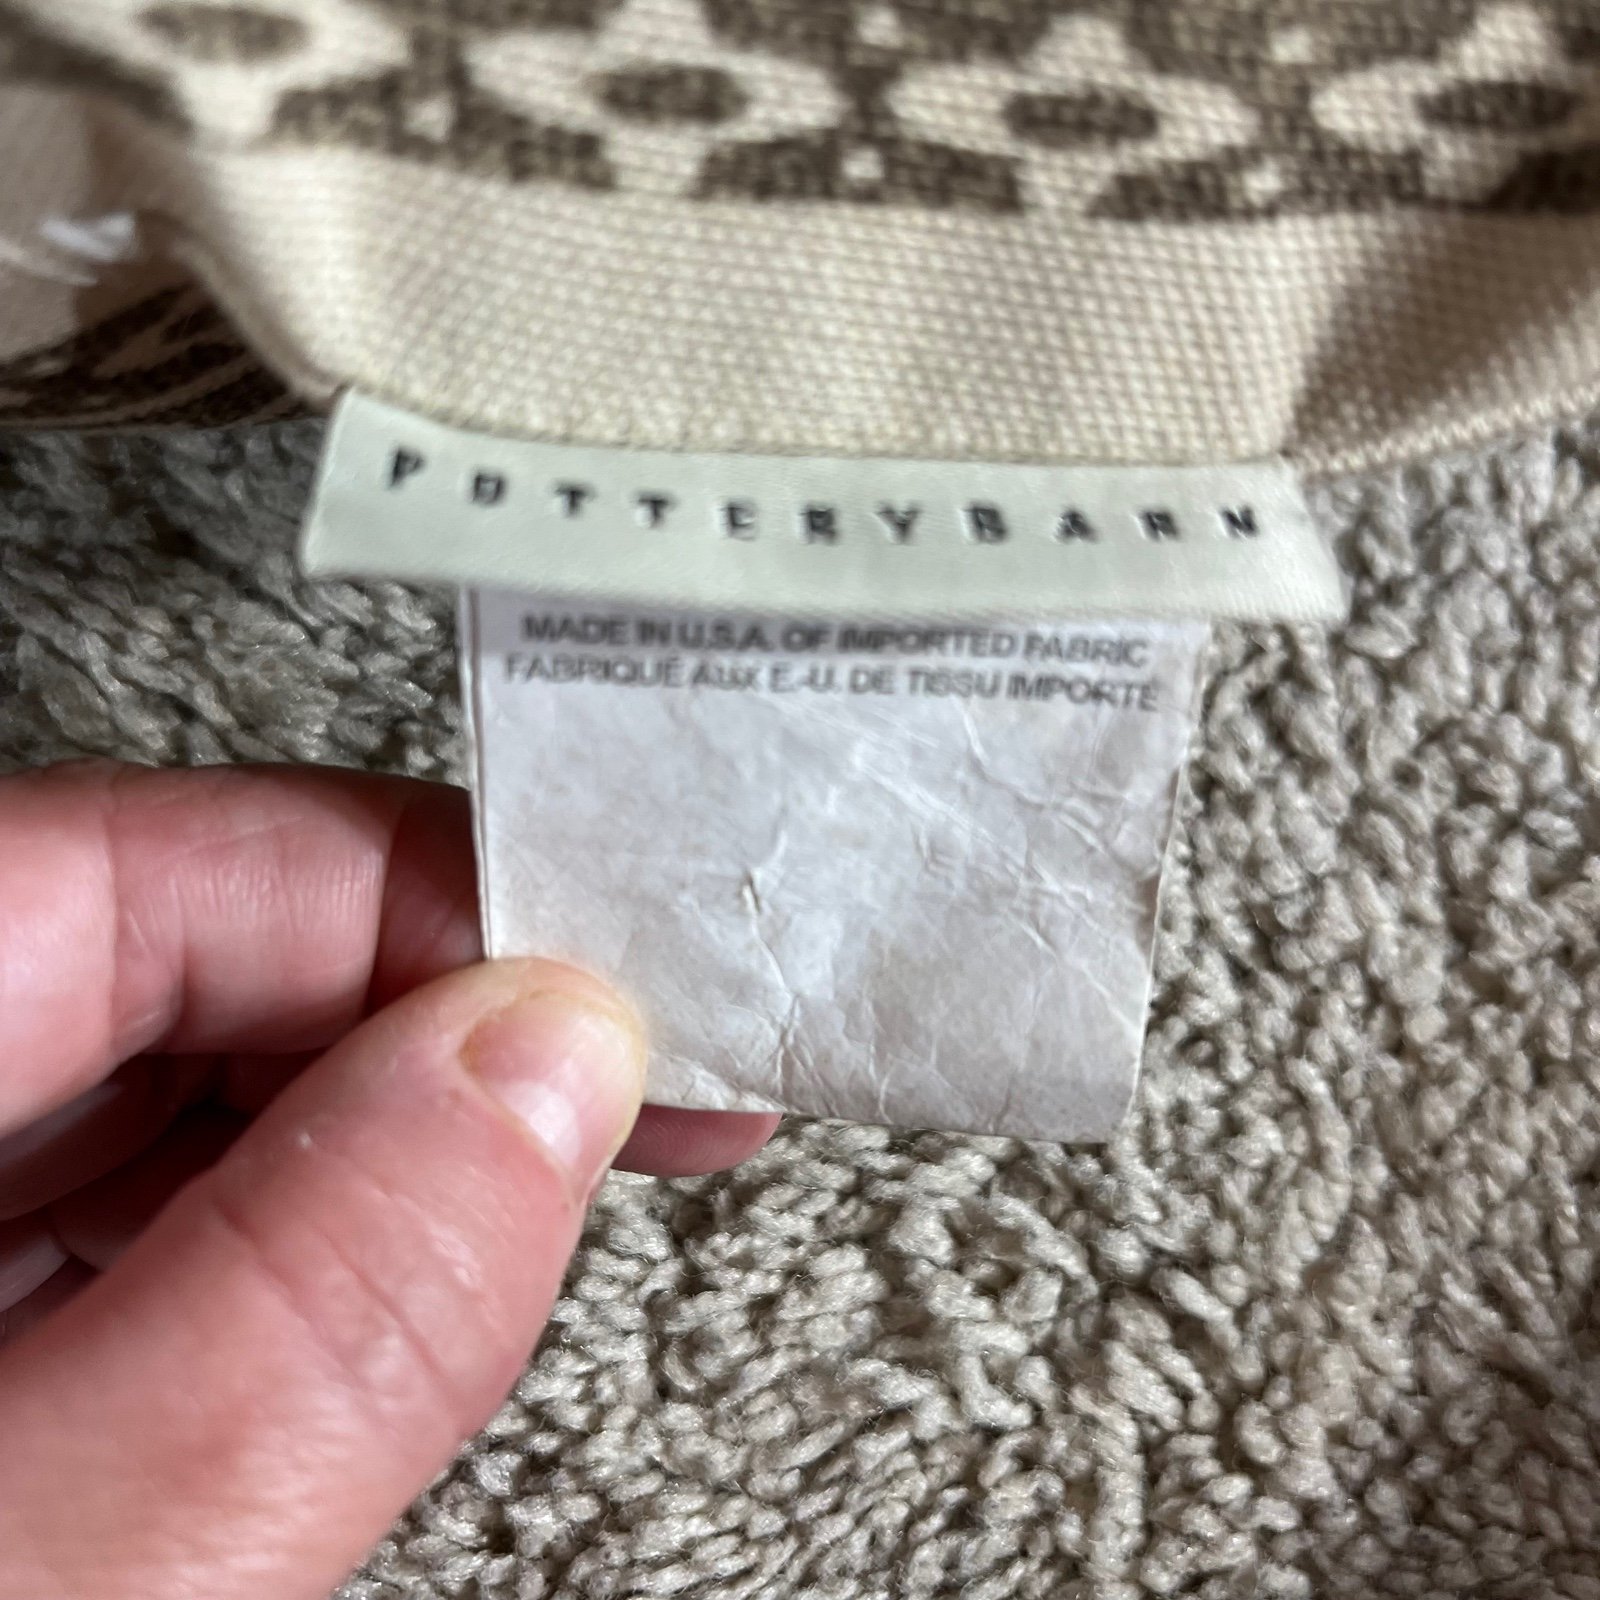 POTTERYBARN
MADE IN U.S.A. OF IMPORTED FABRIC
FABRIQUÉ AUX E.-U. DE TISSU IMPORTÉ